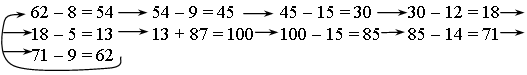 62 – 8 = 54 → 54 – 9 = 45 → 45 – 15 = 30 → 30 – 12 = 18 →
18 – 5 = 13 → 13 + 87 = 100 → 100 – 15 = 85 → 85 – 14 = 71 →
71 – 9 = 62